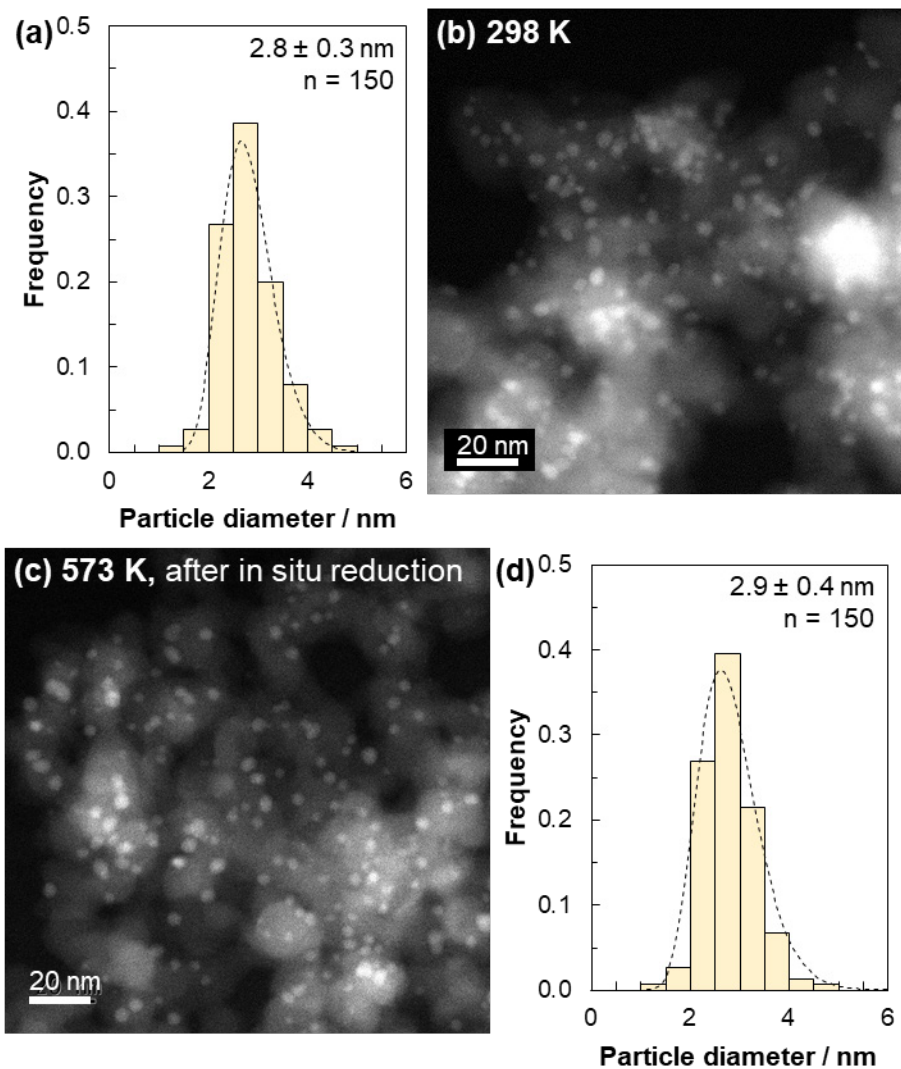 (a)
2.8 ± 0.3 nm
n = 150
0.5
0.4
0.3
0.2
0.1
0.0
Frequency
0
2
4
6
Particle diameter / nm
(b) 298 K
20 nm
(c) 573 K, after in situ reduction
20 nm
(d)
2.9 ± 0.4 nm
n = 150
0.5
0.4
0.3
0.2
0.1
0.0
Frequency
0
2
4
6
Particle diameter / nm